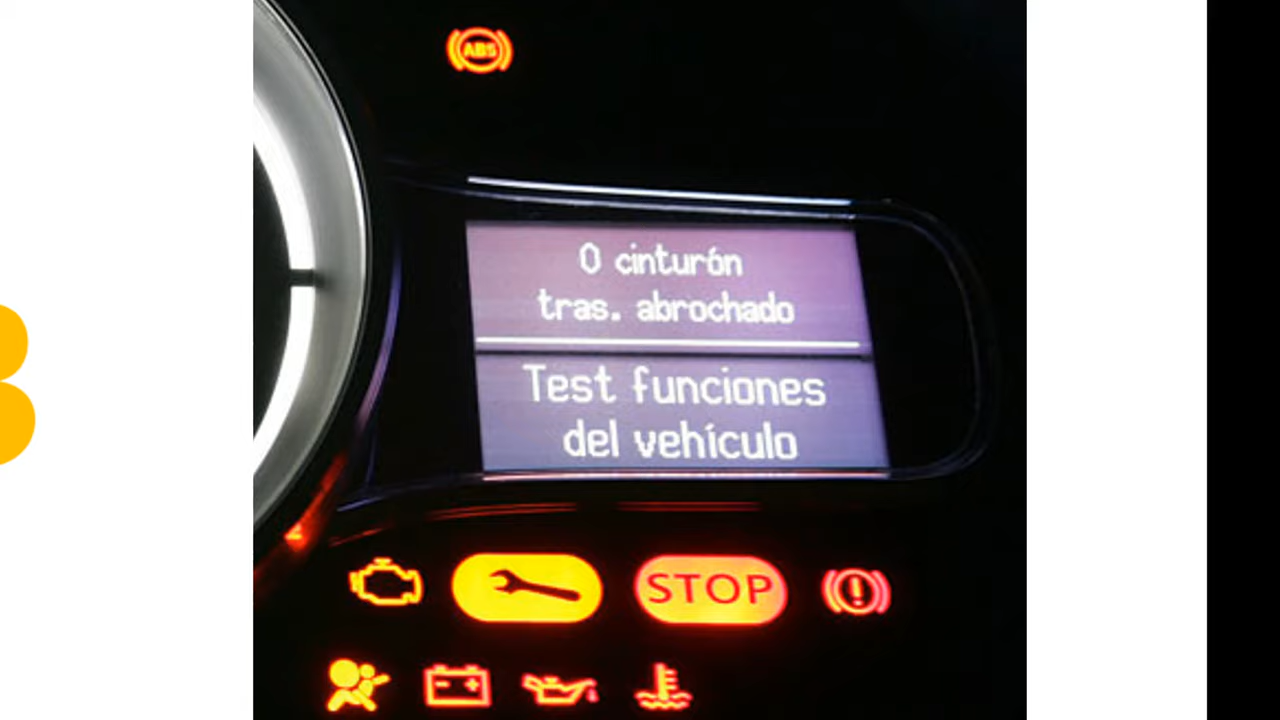 ABS
0 cinturón
tras. abrochado
Test funciones
del vehículo
STOP